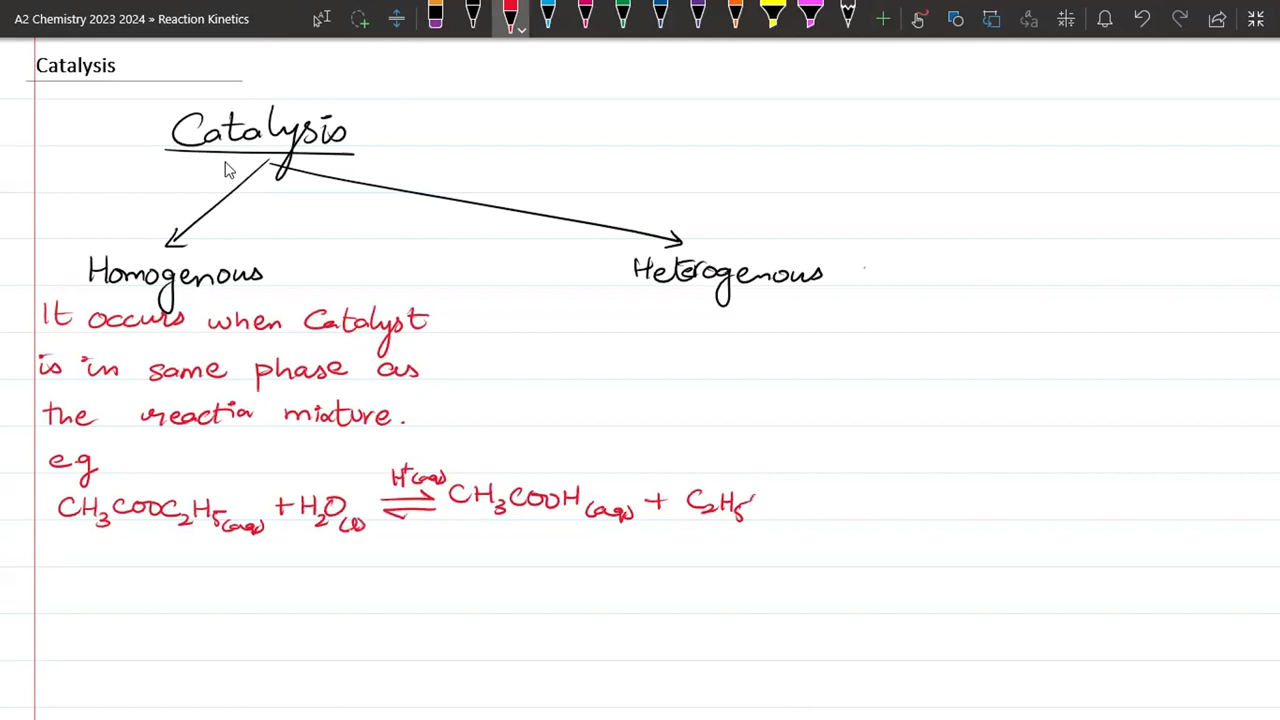 A2 Chemistry 2023 2024 » Reaction Kinetics
Catalysis
Catalysis
Homogenous Heterogenous
It occurs when Catalyst
is in same phase as
the reaction mixture.
eg
CH₃COOC₂H₅(aq) + H₂O(l) ⇌ H⁺(aq) CH₃COOH(aq) + C₂H₅